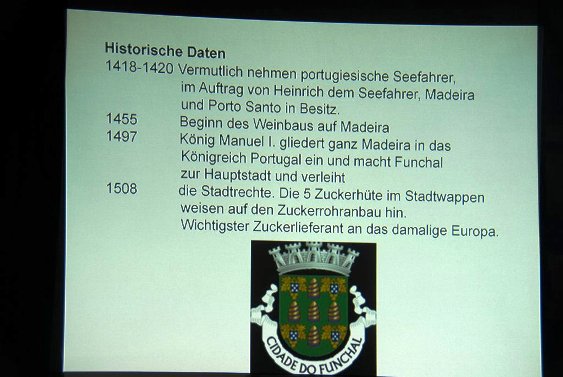 Historische Daten
1418-1420 Vermutlich nehmen portugiesische Seefahrer,
im Auftrag von Heinrich dem Seefahrer, Madeira
und Porto Santo in Besitz.
1455 Beginn des Weinbaus auf Madeira
1497 König Manuel I. gliedert ganz Madeira in das
Königreich Portugal ein und macht Funchal
zur Hauptstadt und verleiht
1508 die Stadtrechte. Die 5 Zuckerhüte im Stadtwappen
weisen auf den Zuckerrohranbau hin.
Wichtigster Zuckerlieferant an das damalige Europa.
CIDADE DO FUNCHAL